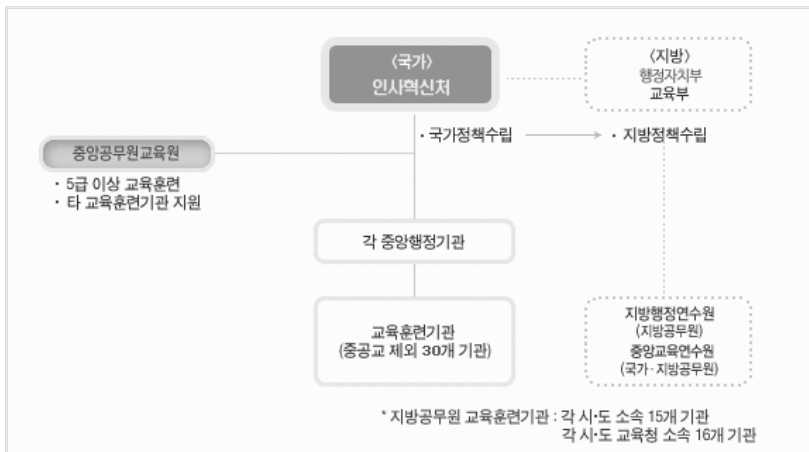 〈국가〉
인사혁신처
〈지방〉
행정자치부
교육부
· 국가정책수립
· 지방정책수립
중앙공무원교육원
· 5급 이상 교육훈련
· 타 교육훈련기관 지원
각 중앙행정기관
교육훈련기관
(중공교 제외 30개 기관)
지방행정연수원
(지방공무원)
중앙교육연수원
(국가·지방공무원)
* 지방공무원 교육훈련기관 : 각 시·도 소속 15개 기관
각 시·도 교육청 소속 16개 기관